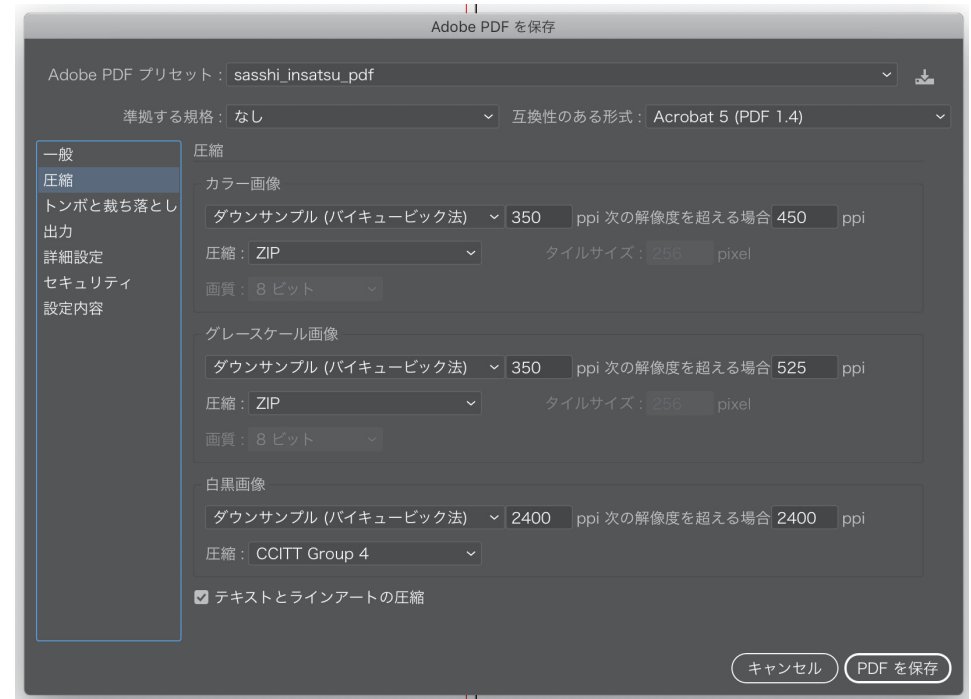 Adobe PDF を保存
Adobe PDF プリセット : sasshi_insatsu_pdf
準拠する規格 : なし 互換性のある形式 : Acrobat 5 (PDF 1.4)
一般
圧縮
トンボと裁ち落とし
出力
詳細設定
セキュリティ
設定内容
圧縮
カラー画像
ダウンサンプル (バイキュービック法) 350 ppi 次の解像度を超える場合 450 ppi
圧縮 : ZIP タイルサイズ : 256 pixel
画質 : 8 ビット
グレースケール画像
ダウンサンプル (バイキュービック法) 350 ppi 次の解像度を超える場合 525 ppi
圧縮 : ZIP タイルサイズ : 256 pixel
画質 : 8 ビット
白黒画像
ダウンサンプル (バイキュービック法) 2400 ppi 次の解像度を超える場合 2400 ppi
圧縮 : CCITT Group 4
テキストとラインアートの圧縮
キャンセル PDF を保存